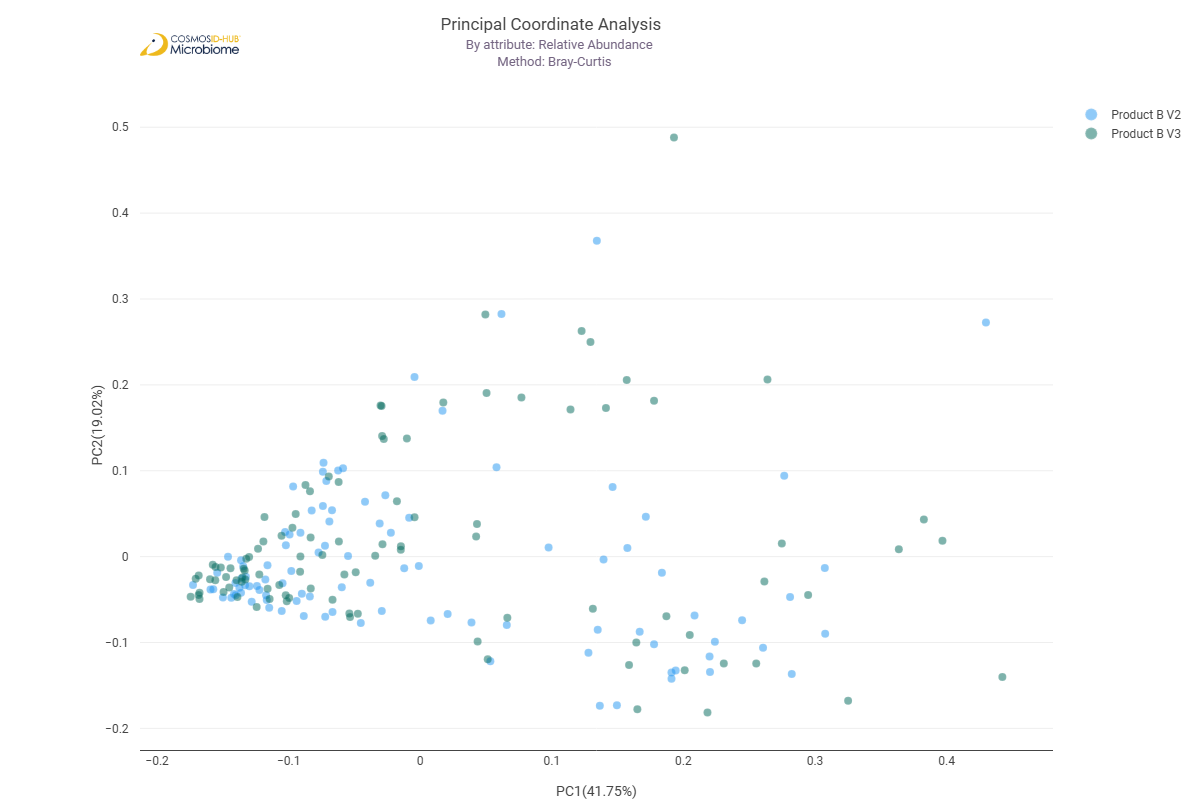 Principal Coordinate Analysis
By attribute: Relative Abundance
Method: Bray-Curtis
COSMOSID-HUB
Microbiome
Product B V2
Product B V3
0.5
0.4
0.3
0.2
0.1
0
−0.1
−0.2
PC2(19.02%)
−0.2
−0.1
0
0.1
0.2
0.3
0.4
PC1(41.75%)